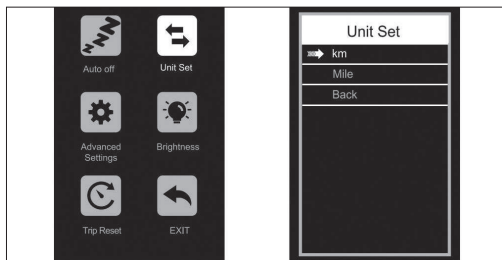 Auto off
Unit Set
Advanced
Settings
Brightness
Trip Reset
EXIT
Unit Set
km
Mile
Back